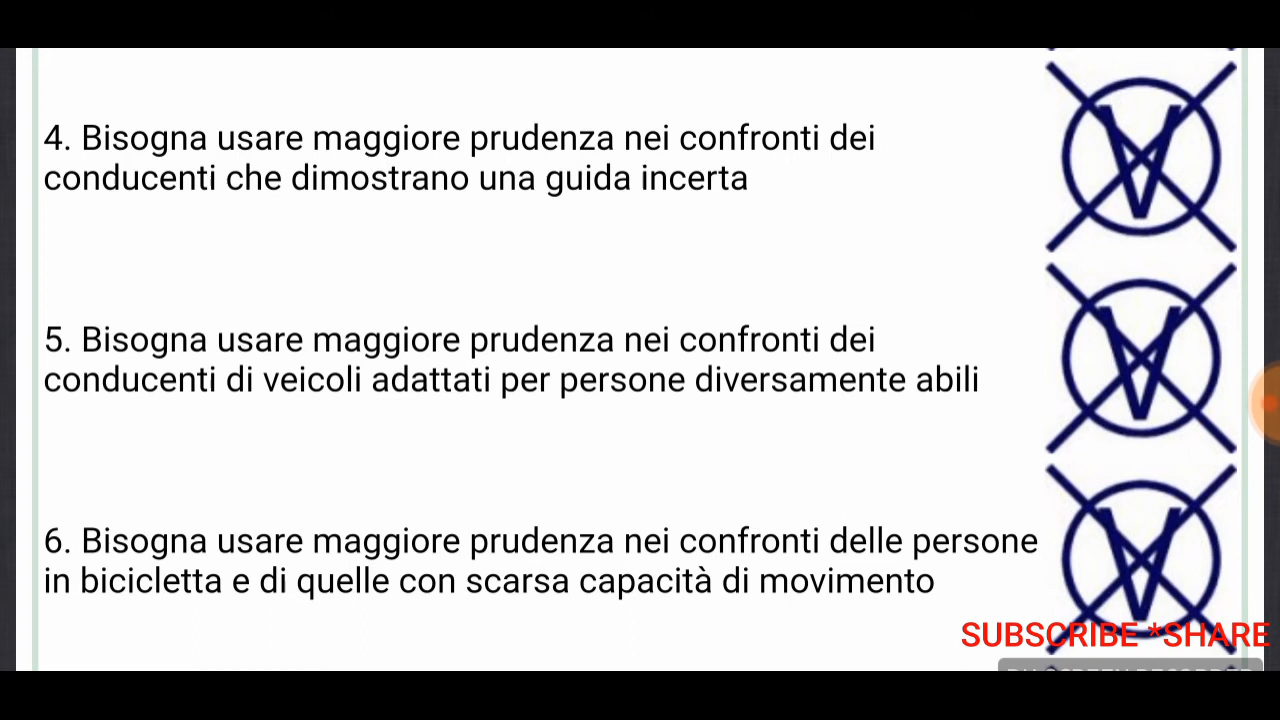 4. Bisogna usare maggiore prudenza nei confronti dei
conducenti che dimostrano una guida incerta
V
5. Bisogna usare maggiore prudenza nei confronti dei
conducenti di veicoli adattati per persone diversamente abili
V
6. Bisogna usare maggiore prudenza nei confronti delle persone
in bicicletta e di quelle con scarsa capacità di movimento
V
SUBSCRIBE *SHARE